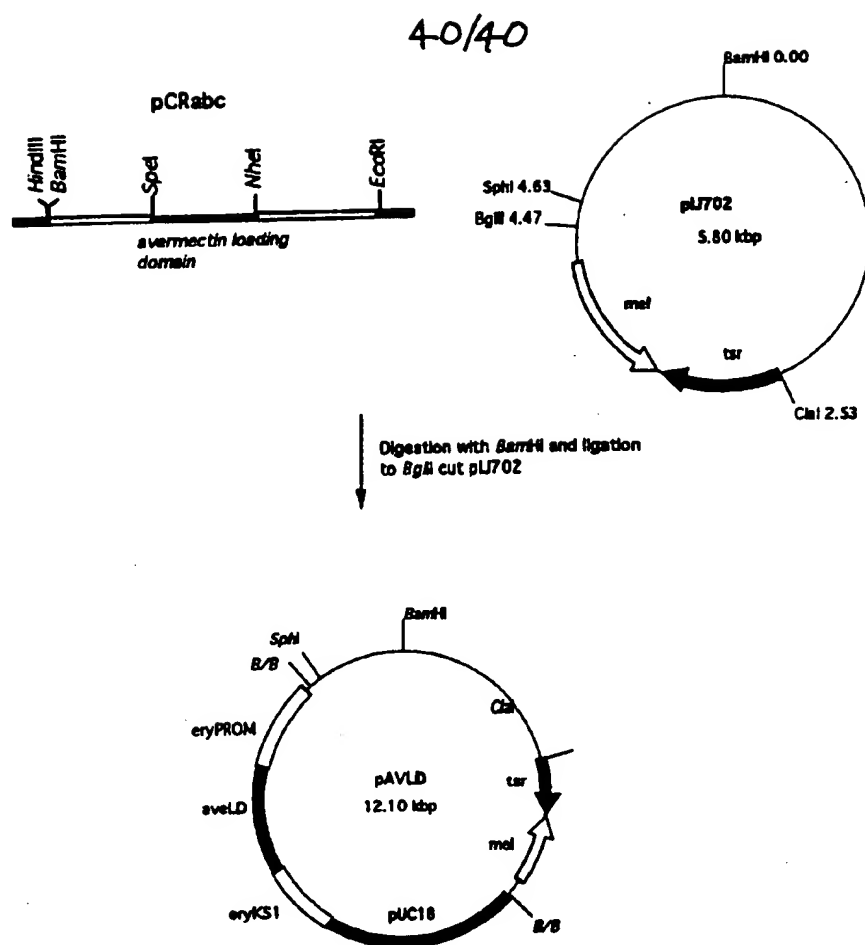 40/40
pCRabc
HindIII
BamHI
SpeI
NheI
EcoRI
avermectin loading
domain
BamHI 0.00
SphI 4.63
BglII 4.47
pIJ702
5.80 kbp
mel
tsr
ClaI 2.53
Digestion with BamHI and ligation
to BglII cut pIJ702
BamHI
SphI
B/B
ClaI
eryPROM
pAVLD
12.10 kbp
tsr
aveLD
mel
eryKS1
pUC18
B/B